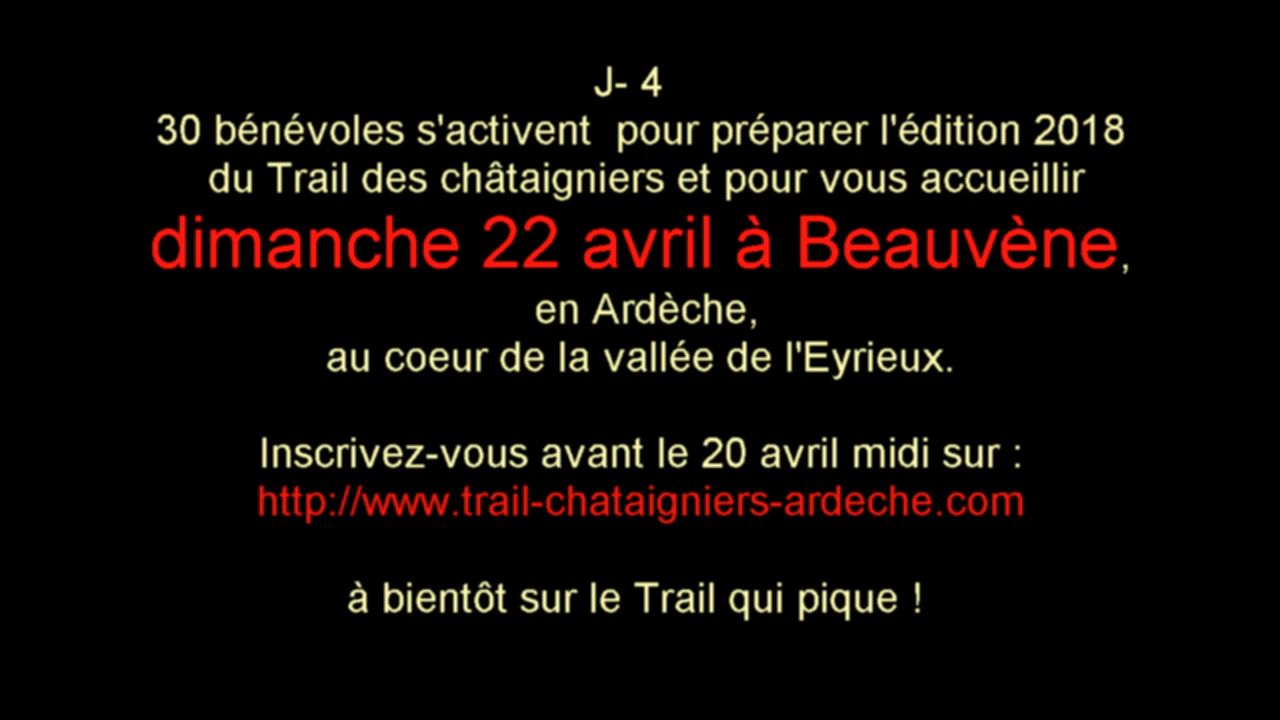 J- 4
30 bénévoles s'activent  pour préparer l'édition 2018
du Trail des châtaigniers et pour vous accueillir
dimanche 22 avril à Beauvène,
en Ardèche,
au coeur de la vallée de l'Eyrieux.
Inscrivez-vous avant le 20 avril midi sur :
http://www.trail-chataigniers-ardeche.com
à bientôt sur le Trail qui pique !